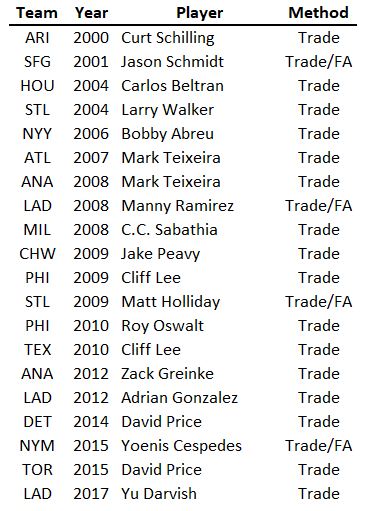 Team Year Player Method
ARI 2000 Curt Schilling Trade
SFG 2001 Jason Schmidt Trade/FA
HOU 2004 Carlos Beltran Trade
STL 2004 Larry Walker Trade
NYY 2006 Bobby Abreu Trade
ATL 2007 Mark Teixeira Trade
ANA 2008 Mark Teixeira Trade
LAD 2008 Manny Ramirez Trade/FA
MIL 2008 C.C. Sabathia Trade
CHW 2009 Jake Peavy Trade
PHI 2009 Cliff Lee Trade
STL 2009 Matt Holliday Trade/FA
PHI 2010 Roy Oswalt Trade
TEX 2010 Cliff Lee Trade
ANA 2012 Zack Greinke Trade
LAD 2012 Adrian Gonzalez Trade
DET 2014 David Price Trade
NYM 2015 Yoenis Cespedes Trade/FA
TOR 2015 David Price Trade
LAD 2017 Yu Darvish Trade